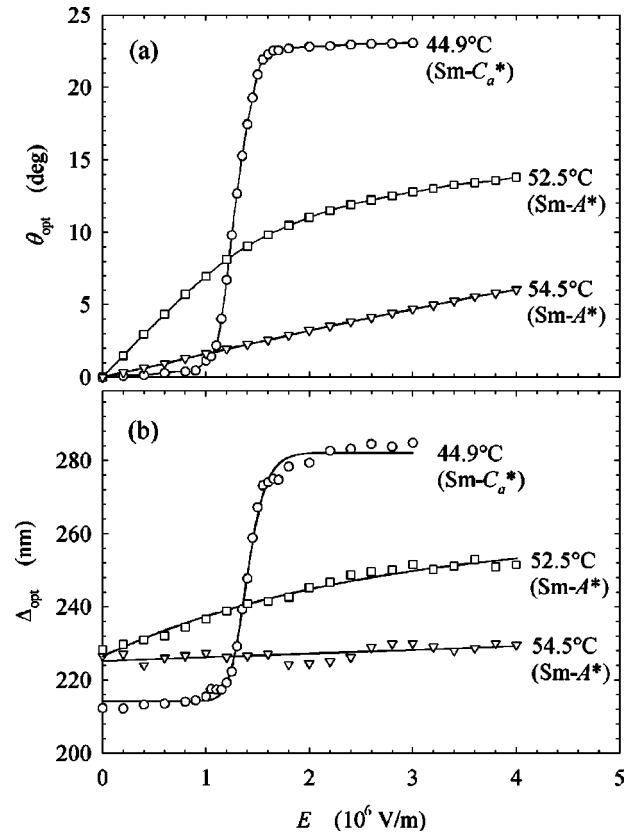 (a)
44.9°C
(Sm-Cₐ*)
52.5°C
(Sm-A*)
54.5°C
(Sm-A*)
25
20
15
10
5
0
θopt (deg)
(b)
44.9°C
(Sm-Cₐ*)
52.5°C
(Sm-A*)
54.5°C
(Sm-A*)
280
260
240
220
200
Δopt (nm)
0 1 2 3 4 5
E (10⁶ V/m)